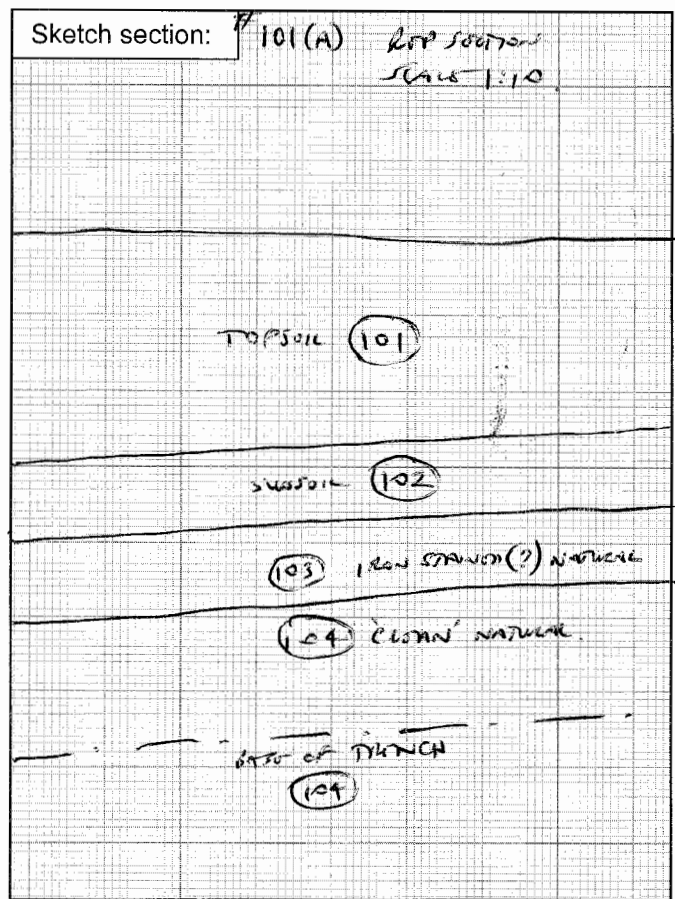 Sketch section: # 101 (A) REP SECTION
SCALE 1:10
TOPSOIL 101
SUBSOIL 102
103 IRON STAINED (?) NATURAL
104 'CLEAN' NATURAL
BASE OF TRENCH
104